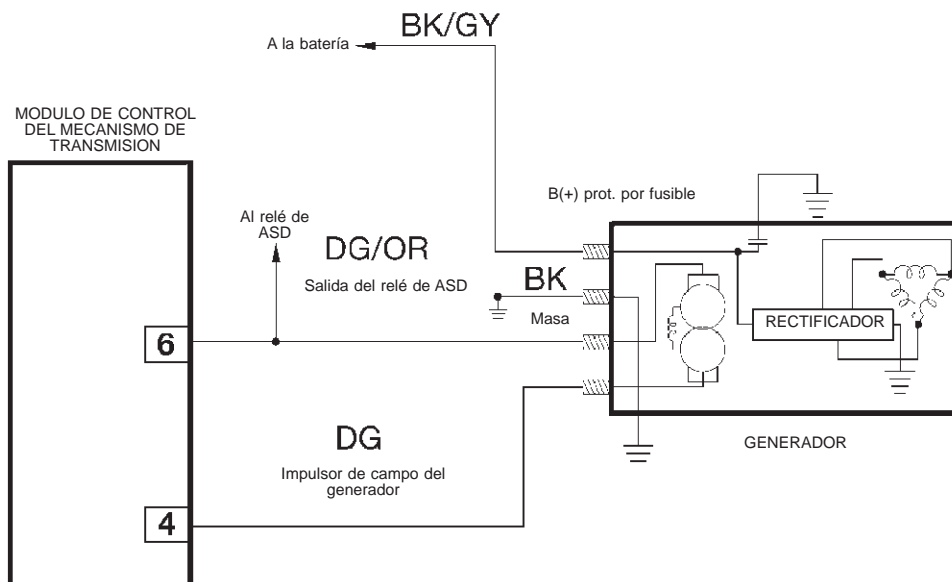 BK/GY
A la batería
MODULO DE CONTROL
DEL MECANISMO DE
TRANSMISION
B(+) prot. por fusible
Al relé de
ASD
DG/OR
Salida del relé de ASD
BK
Masa
RECTIFICADOR
6
DG
Impulsor de campo del
generador
GENERADOR
4